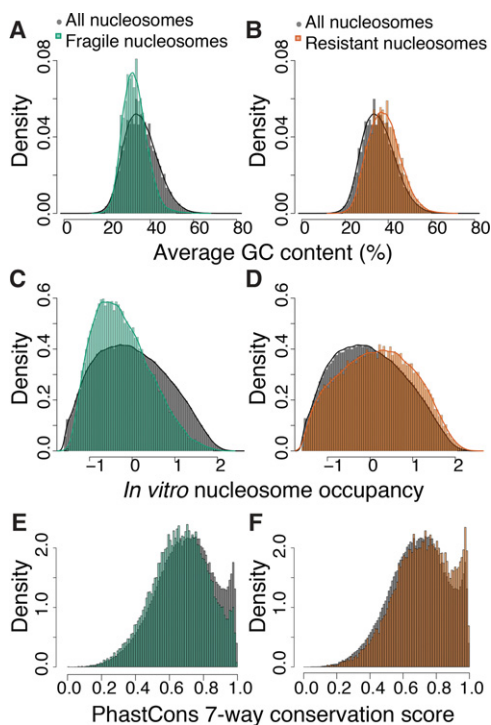 A
All nucleosomes
Fragile nucleosomes
B
All nucleosomes
Resistant nucleosomes
Density
0.00
0.04
0.08
0 20 40 60 80
Density
0.00
0.04
0.08
0 20 40 60 80
Average GC content (%)
C
Density
0.0
0.2
0.4
0.6
−1 0 1 2
D
Density
0.0
0.2
0.4
0.6
−1 0 1 2
In vitro nucleosome occupancy
E
Density
0.0
1.0
2.0
0.0 0.2 0.4 0.6 0.8 1.0
F
Density
0.0
1.0
2.0
0.0 0.2 0.4 0.6 0.8 1.0
PhastCons 7-way conservation score